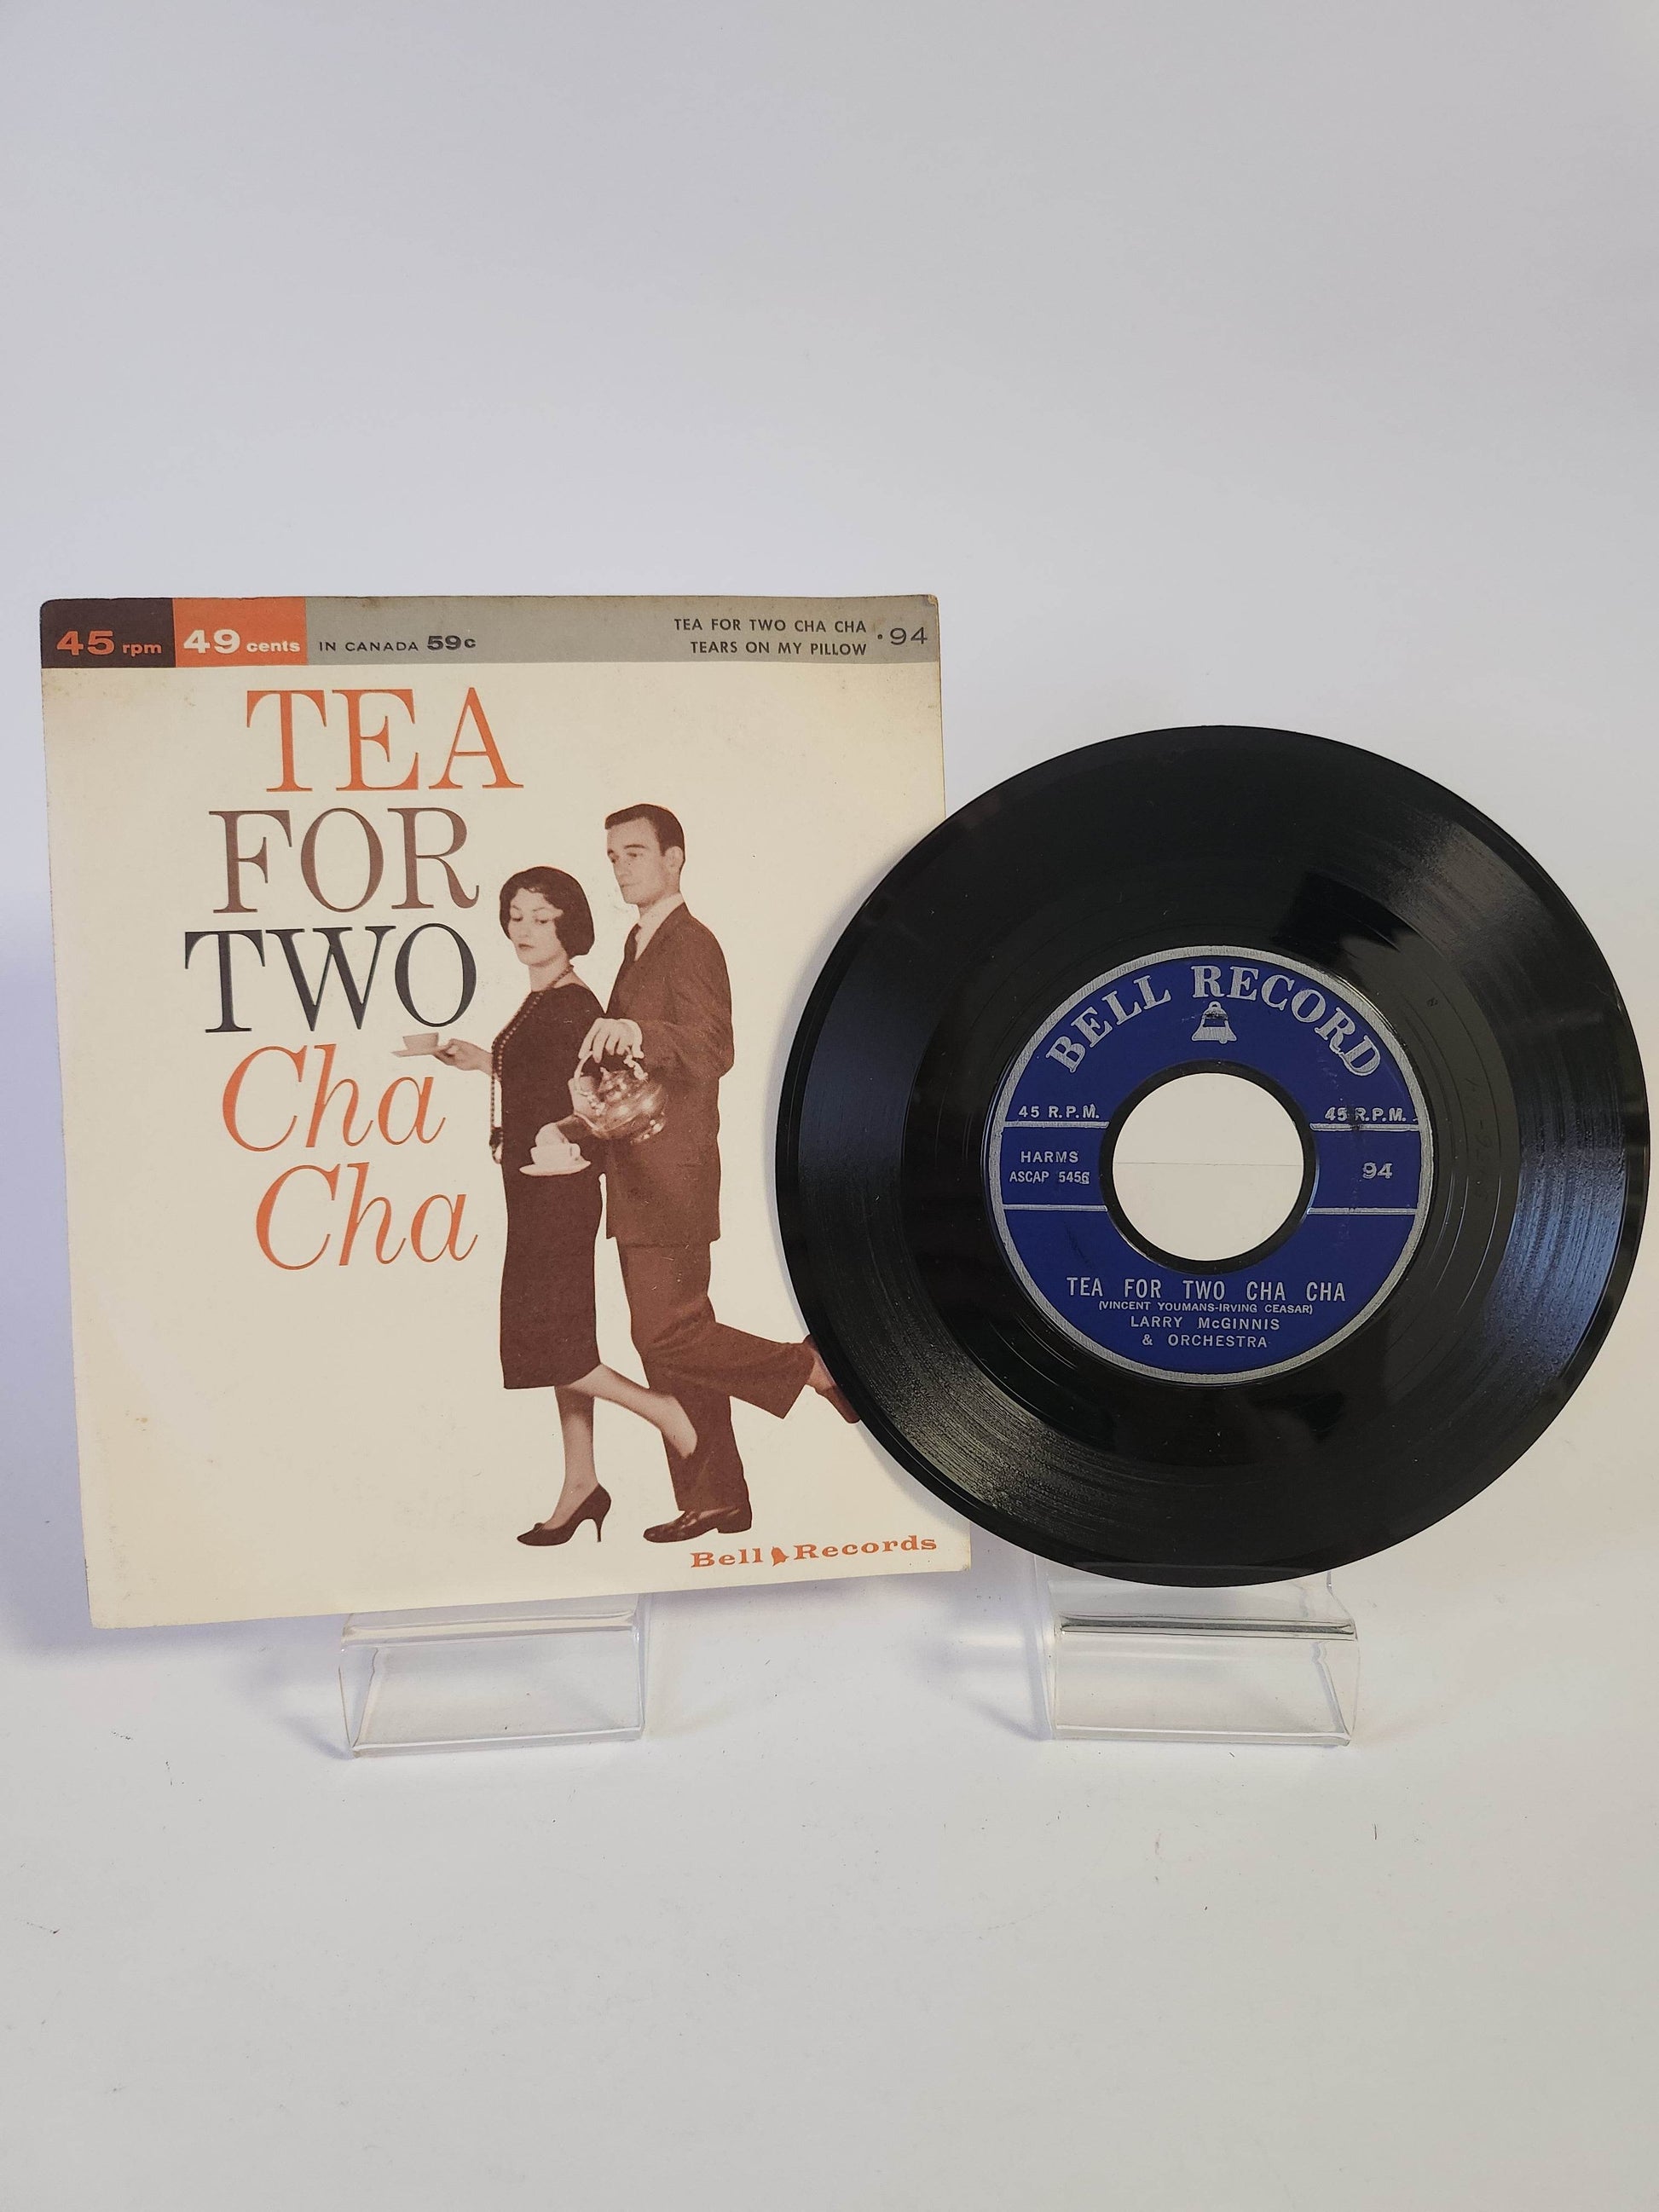 45 rpm 49 cents IN CANADA 59c
TEA FOR TWO CHA CHA
TEARS ON MY PILLOW
•94
TEA
FOR
TWO
Cha
Cha
Bell Records
BELL RECORD
45 R.P.M. 45 R.P.M.
HARMS
ASCAP 5456
94
TEA FOR TWO CHA CHA
(VINCENT YOUMANS-IRVING CEASAR)
LARRY McGINNIS
& ORCHESTRA